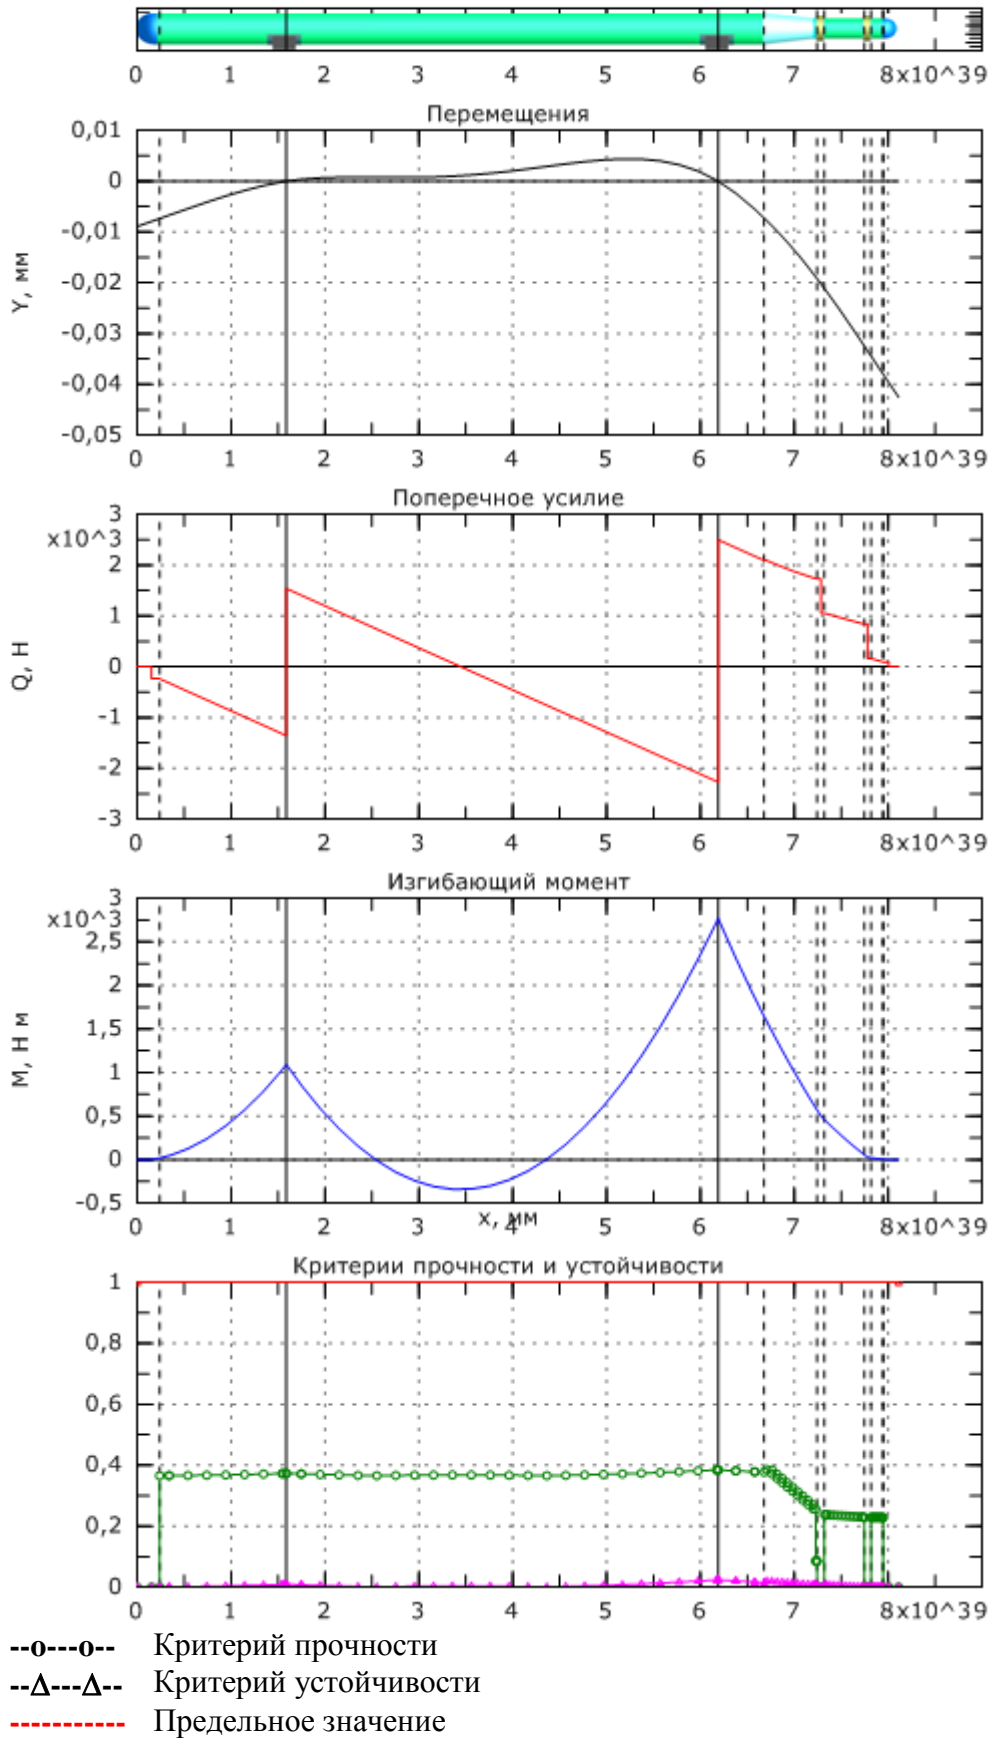 0 1 2 3 4 5 6 7 8x10^39
Перемещения
0,01
0
-0,01
-0,02
-0,03
-0,04
-0,05
Y, мм
0 1 2 3 4 5 6 7 8x10^39
Поперечное усилие
3
x10^3
2
1
0
-1
-2
-3
Q, Н
0 1 2 3 4 5 6 7 8x10^39
Изгибающий момент
3
x10^3
2,5
2
1,5
1
0,5
0
-0,5
М, Н м
x, мм
0 1 2 3 4 5 6 7 8x10^39
Критерии прочности и устойчивости
1
0,8
0,6
0,4
0,2
0
0 1 2 3 4 5 6 7 8x10^39
--о---о-- Критерий прочности
--Δ---Δ-- Критерий устойчивости
----------- Предельное значение